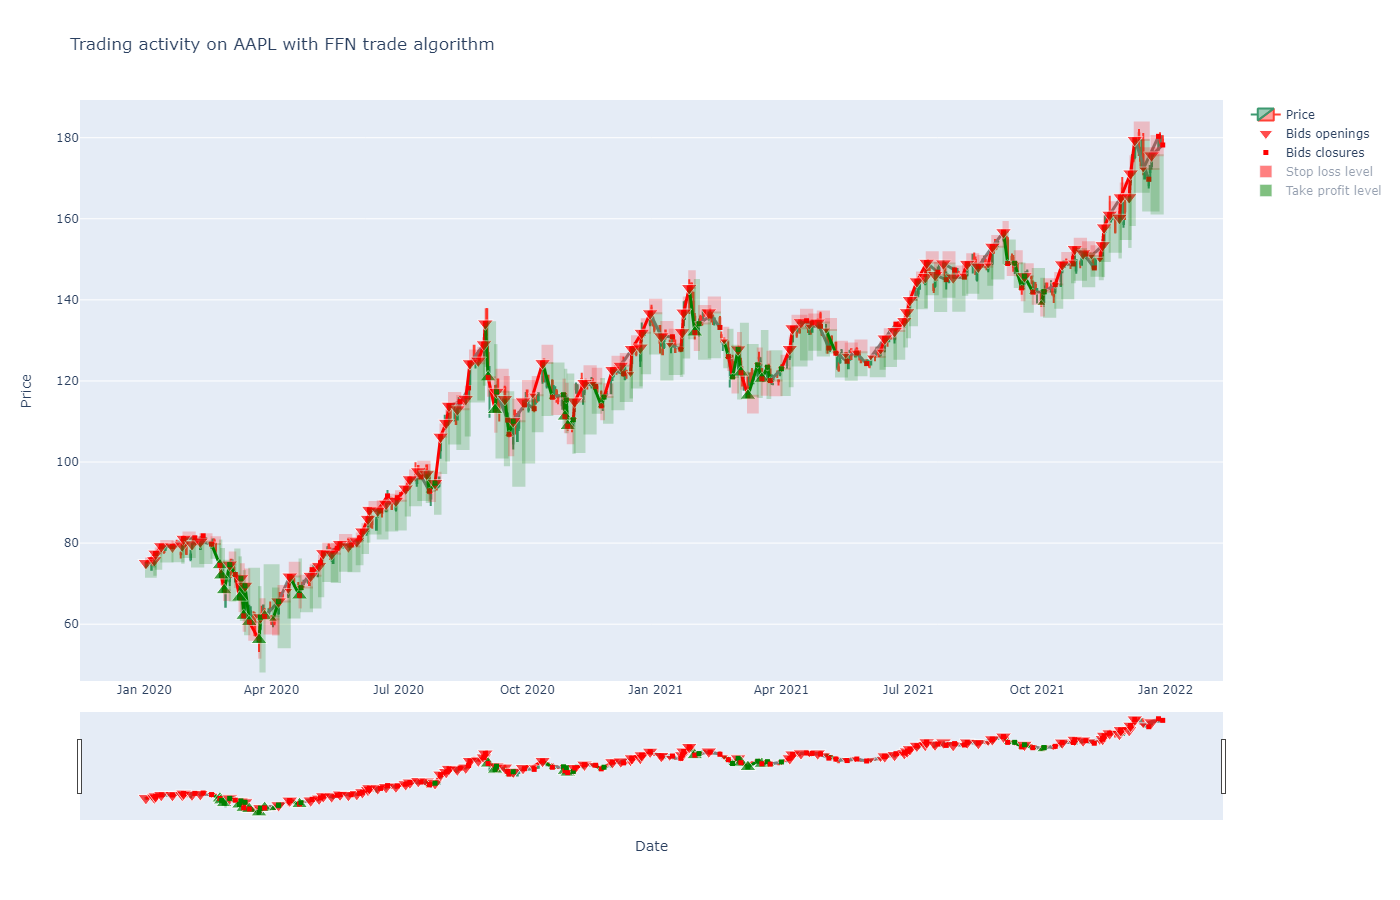 Trading activity on AAPL with FFN trade algorithm
Price
180
160
140
120
100
80
60
Jan 2020
Apr 2020
Jul 2020
Oct 2020
Jan 2021
Apr 2021
Jul 2021
Oct 2021
Jan 2022
Date
Price
Bids openings
Bids closures
Stop loss level
Take profit level